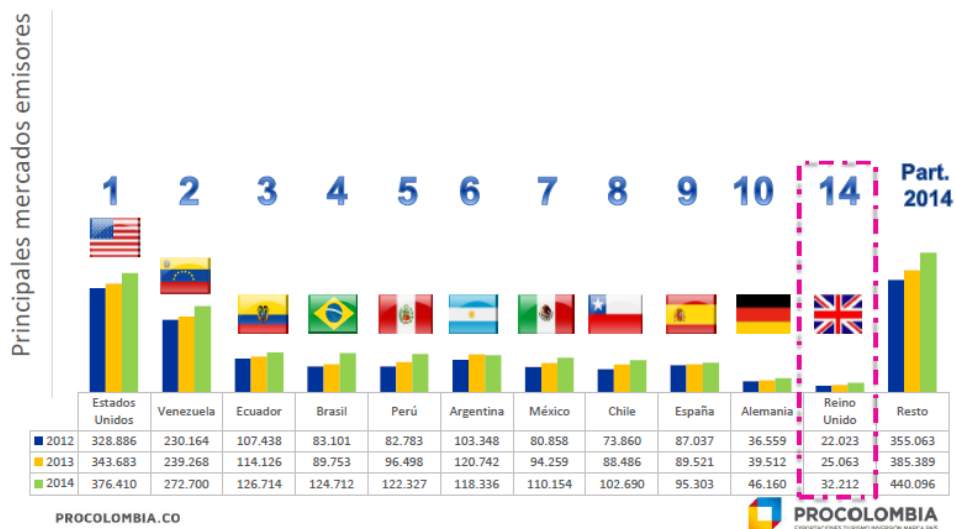 Principales mercados emisores
1 2 3 4 5 6 7 8 9 10 14 Part. 2014
Estados Unidos Venezuela Ecuador Brasil Perú Argentina México Chile España Alemania Reino Unido Resto
2012 328.886 230.164 107.438 83.101 82.783 103.348 80.858 73.860 87.037 36.559 22.023 355.063
2013 343.683 239.268 114.126 89.753 96.498 120.742 94.259 88.486 89.521 39.512 25.063 385.389
2014 376.410 272.700 126.714 124.712 122.327 118.336 110.154 102.690 95.303 46.160 32.212 440.096
PROCOLOMBIA.CO
PROCOLOMBIA
EXPORTACIONES TURISMO INVERSIÓN MARCA PAÍS